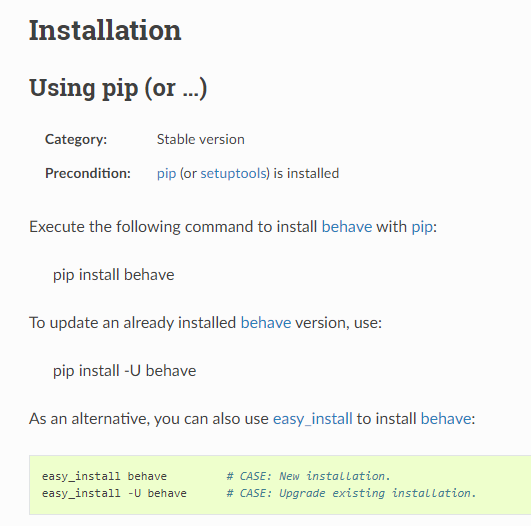 Installation
Using pip (or ...)
Category: Stable version
Precondition: pip (or setuptools) is installed
Execute the following command to install behave with pip:
pip install behave
To update an already installed behave version, use:
pip install -U behave
As an alternative, you can also use easy_install to install behave:
easy_install behave # CASE: New installation.
easy_install -U behave # CASE: Upgrade existing installation.